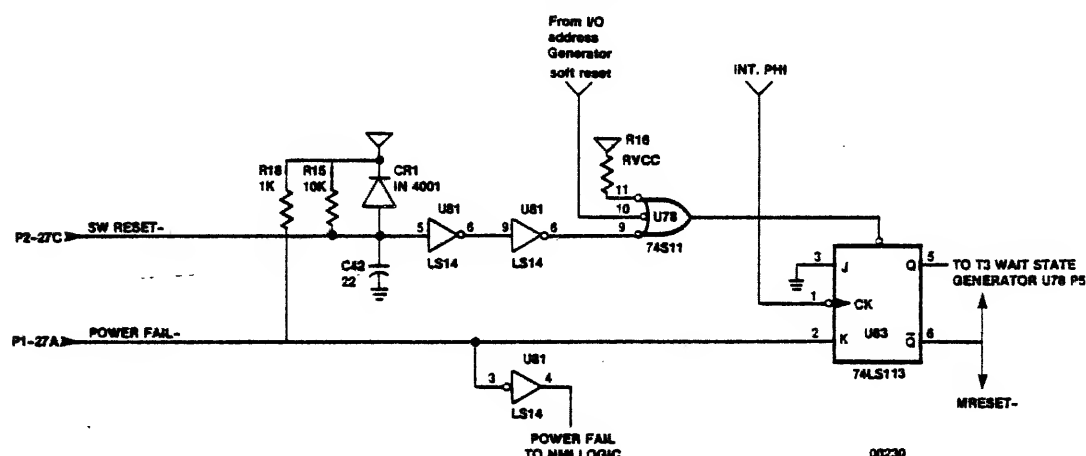 From I/O
address
Generator
soft reset
INT. PHI
R16
RVCC
R18
1K
R15
10K
CR1
IN 4001
U81
U81
11
10
U78
P2-27C
SW RESET-
5
6
9
6
9
LS14
LS14
74S11
C42
22
3
J
Q
5
TO T3 WAIT STATE
GENERATOR U78 P5
1
CK
P1-27A
POWER FAIL-
2
K
U83
Q
6
U81
74LS113
3
4
LS14
MRESET-
POWER FAIL
TO NMI LOGIC
00230